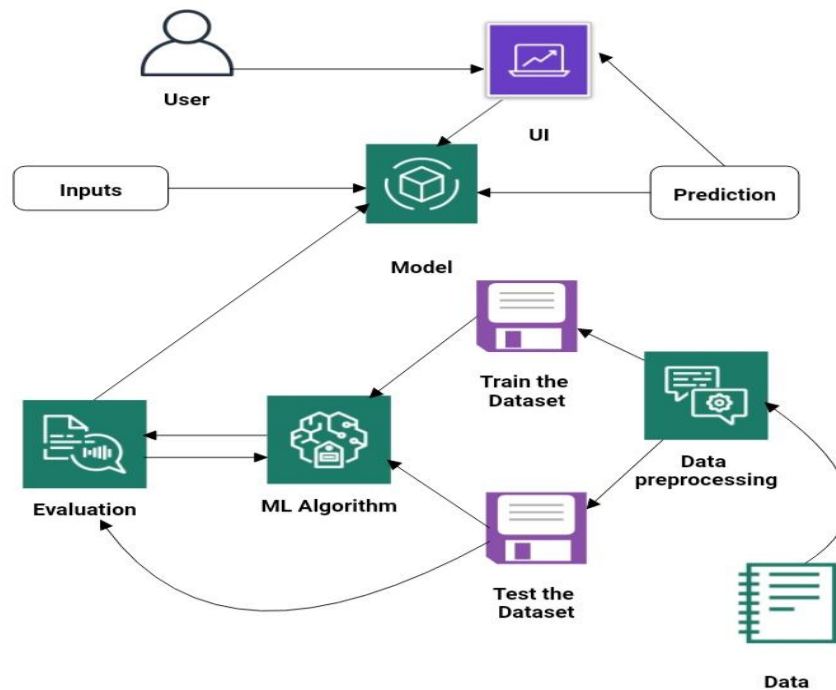 User
UI
Inputs
Prediction
Model
Train the
Dataset
Data
preprocessing
Evaluation
ML Algorithm
Test the
Dataset
Data